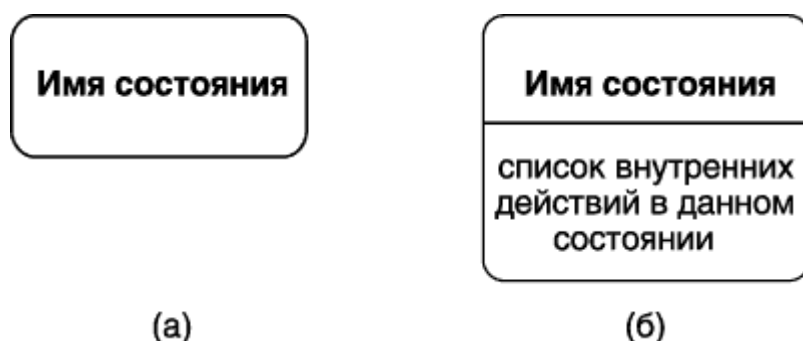 Имя состояния
Имя состояния
список внутренних
действий в данном
состоянии
(а)
(б)